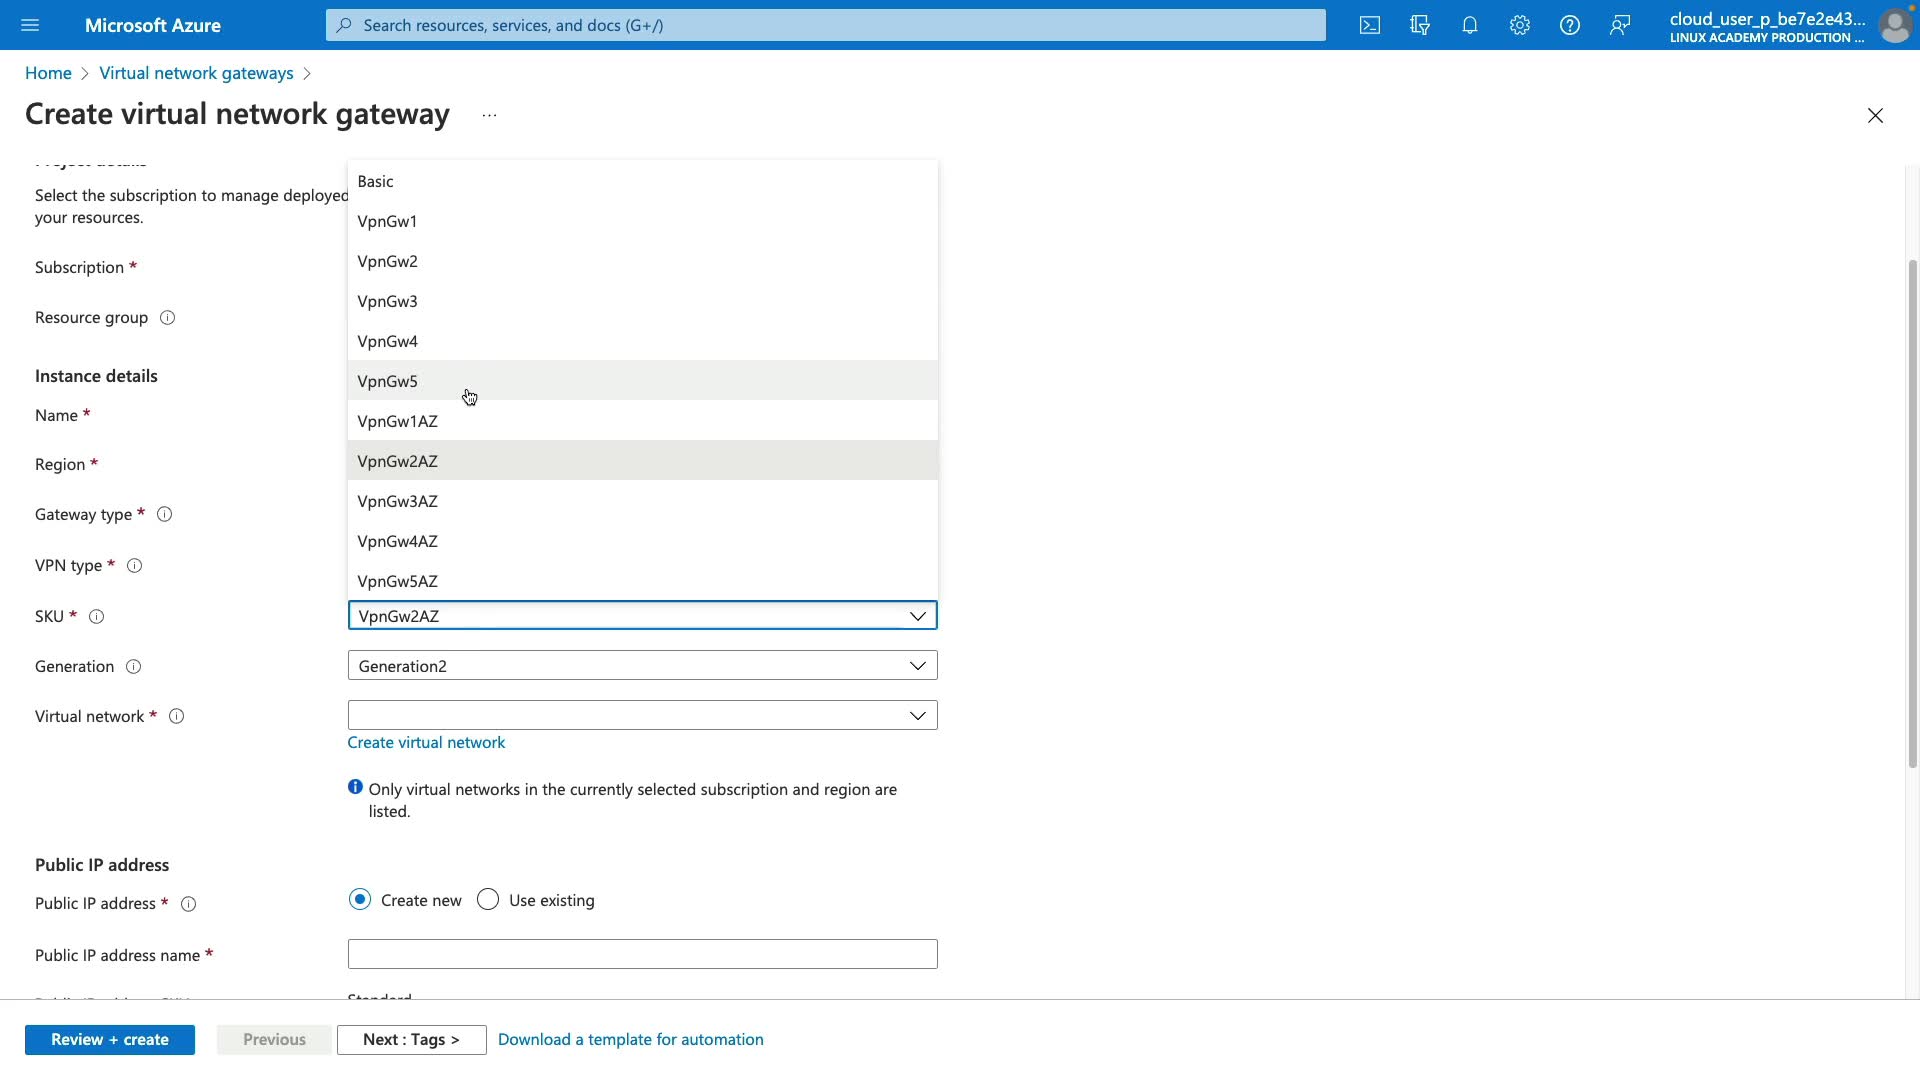 Microsoft Azure
Search resources, services, and docs (G+/)
cloud_user_p_be7e2e43...
LINUX ACADEMY PRODUCTION ...
Home > Virtual network gateways >
Create virtual network gateway ...
Select the subscription to manage deployed
your resources.
Subscription *
Resource group
Instance details
Name *
Region *
Gateway type *
VPN type *
Basic
VpnGw1
VpnGw2
VpnGw3
VpnGw4
VpnGw5
VpnGw1AZ
VpnGw2AZ
VpnGw3AZ
VpnGw4AZ
VpnGw5AZ
SKU * VpnGw2AZ
Generation Generation2
Virtual network *
Create virtual network
Only virtual networks in the currently selected subscription and region are
listed.
Public IP address
Public IP address * Create new Use existing
Public IP address name *
Standard
Review + create Previous Next : Tags > Download a template for automation